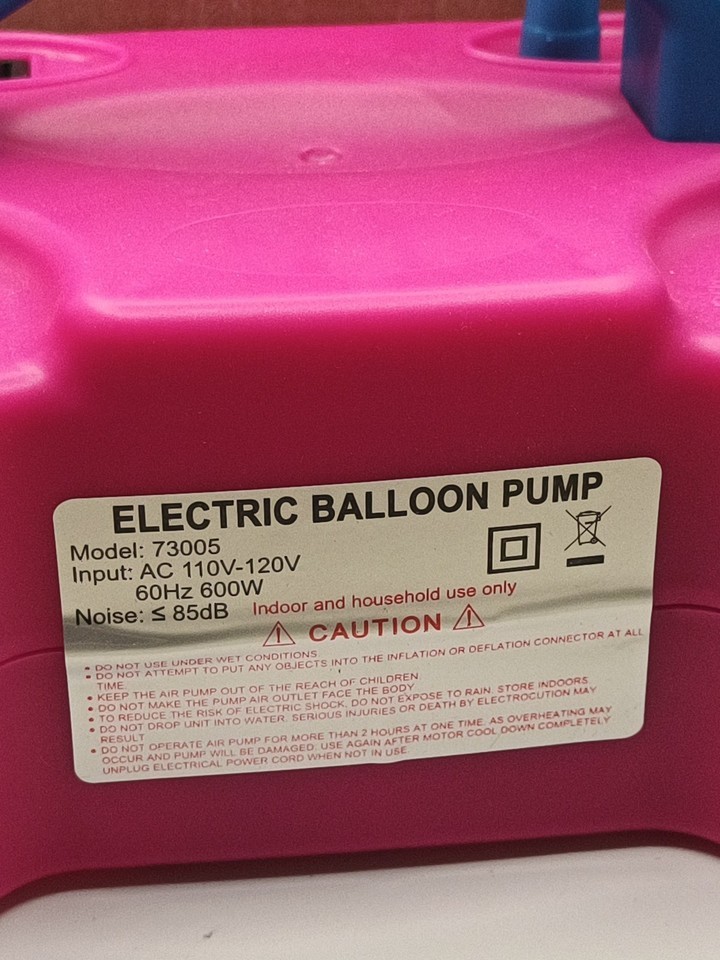 ELECTRIC BALLOON PUMP
Model: 73005
Input: AC 110V-120V
60Hz 600W
Noise: ≤ 85dB
Indoor and household use only
⚠ CAUTION ⚠
• DO NOT USE UNDER WET CONDITIONS.
• DO NOT ATTEMPT TO PUT ANY OBJECTS INTO THE INFLATION OR DEFLATION CONNECTOR AT ALL
TIME.
• KEEP THE AIR PUMP OUT OF THE REACH OF CHILDREN.
• DO NOT MAKE THE PUMP AIR OUTLET FACE THE BODY
• TO REDUCE THE RISK OF ELECTRIC SHOCK, DO NOT EXPOSE TO RAIN. STORE INDOORS.
• DO NOT DROP UNIT INTO WATER. SERIOUS INJURIES OR DEATH BY ELECTROCUTION MAY
RESULT
• DO NOT OPERATE AIR PUMP FOR MORE THAN 2 HOURS AT ONE TIME. AS OVERHEATING MAY
OCCUR AND PUMP WILL BE DAMAGED. USE AGAIN AFTER MOTOR COOL DOWN COMPLETELY
UNPLUG ELECTRICAL POWER CORD WHEN NOT IN USE.